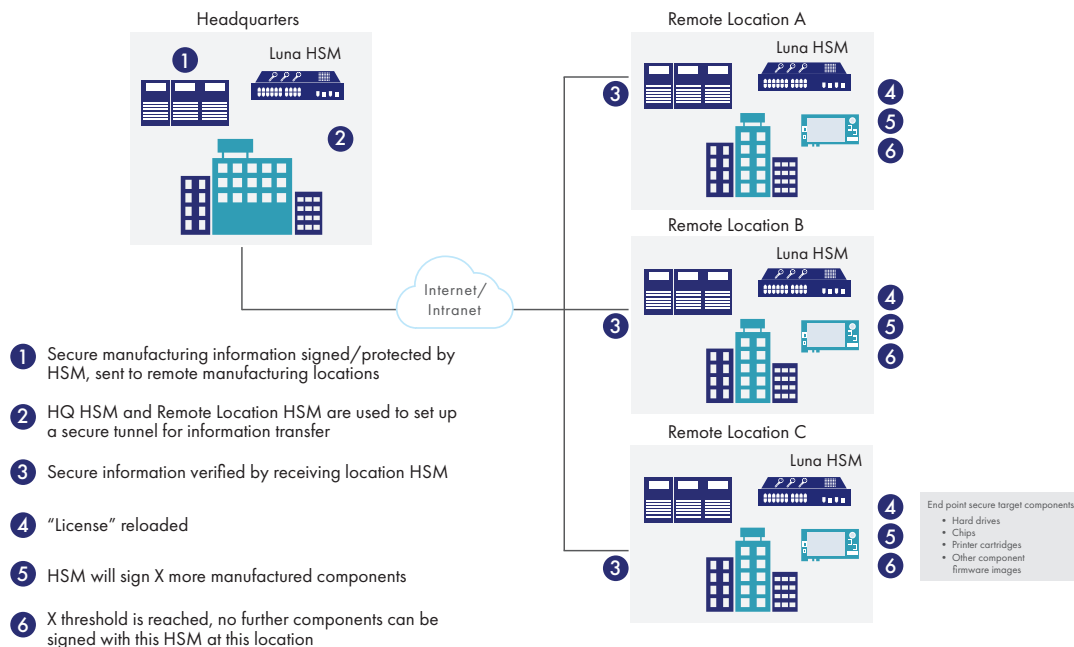 Headquarters
1
Luna HSM
2
Internet/
Intranet
Remote Location A
Luna HSM
3
4
5
6
Remote Location B
Luna HSM
3
4
5
6
Remote Location C
Luna HSM
3
4
5
6
End point secure target components
• Hard drives
• Chips
• Printer cartridges
• Other component
firmware images
1 Secure manufacturing information signed/protected by
HSM, sent to remote manufacturing locations
2 HQ HSM and Remote Location HSM are used to set up
a secure tunnel for information transfer
3 Secure information verified by receiving location HSM
4 “License” reloaded
5 HSM will sign X more manufactured components
6 X threshold is reached, no further components can be
signed with this HSM at this location